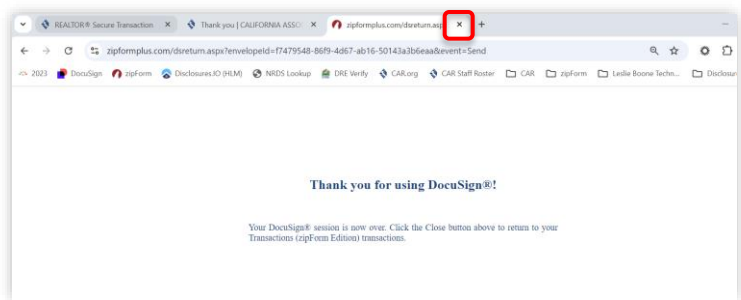 REALTOR® Secure Transaction
Thank you | CALIFORNIA ASSO
zipformplus.com/dsreturn.asp
zipformplus.com/dsreturn.aspx?envelopeId=f7479548-86f9-4d67-ab16-50143a3b6eaa&event=Send
2023 DocuSign zipForm Disclosures.IO (HLM) NRDS Lookup DRE Verify CAR.org CAR Staff Roster CAR zipForm Leslie Boone Techn... Disclosure
Thank you for using DocuSign®!
Your DocuSign® session is now over. Click the Close button above to return to your
Transactions (zipForm Edition) transactions.